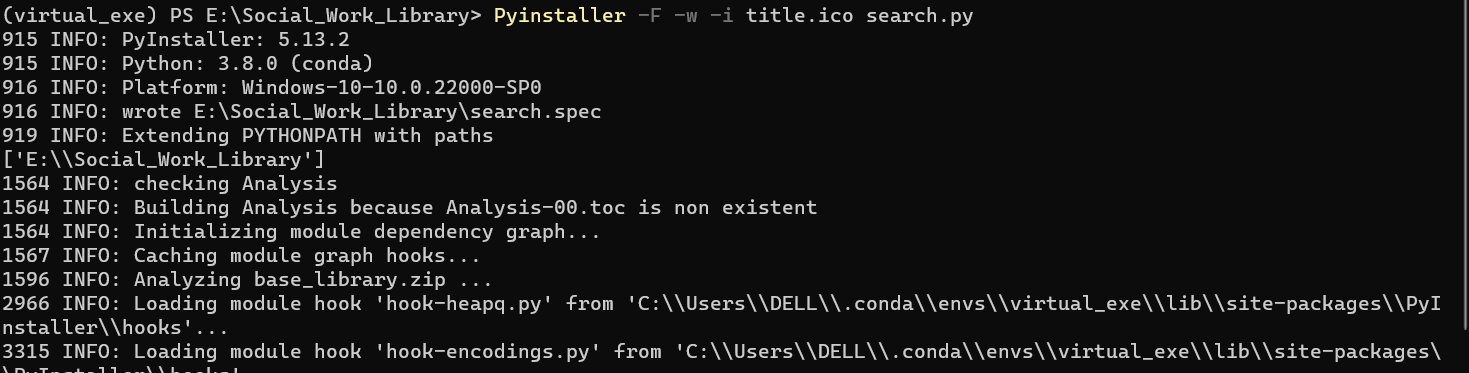 (virtual_exe) PS E:\Social_Work_Library> Pyinstaller -F -w -i title.ico search.py
915 INFO: PyInstaller: 5.13.2
915 INFO: Python: 3.8.0 (conda)
916 INFO: Platform: Windows-10-10.0.22000-SP0
916 INFO: wrote E:\Social_Work_Library\search.spec
919 INFO: Extending PYTHONPATH with paths
['E:\\Social_Work_Library']
1564 INFO: checking Analysis
1564 INFO: Building Analysis because Analysis-00.toc is non existent
1564 INFO: Initializing module dependency graph...
1567 INFO: Caching module graph hooks...
1596 INFO: Analyzing base_library.zip ...
2966 INFO: Loading module hook 'hook-heapq.py' from 'C:\\Users\\DELL\\.conda\\envs\\virtual_exe\\lib\\site-packages\\PyI
nstaller\\hooks'...
3315 INFO: Loading module hook 'hook-encodings.py' from 'C:\\Users\\DELL\\.conda\\envs\\virtual_exe\\lib\\site-packages\
\PyInstaller\\hooks'